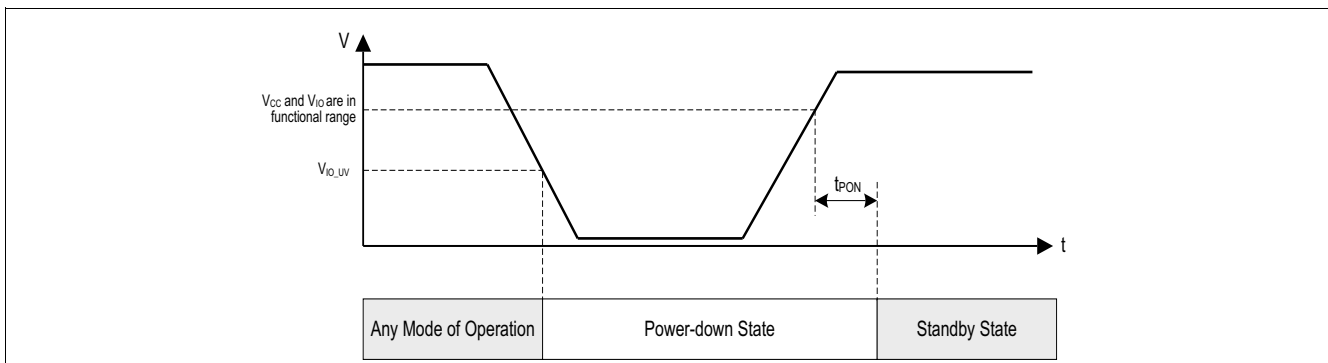 V
VCC and VIO are in
functional range
VIO_UV
tPON
t
Any Mode of Operation
Power-down State
Standby State